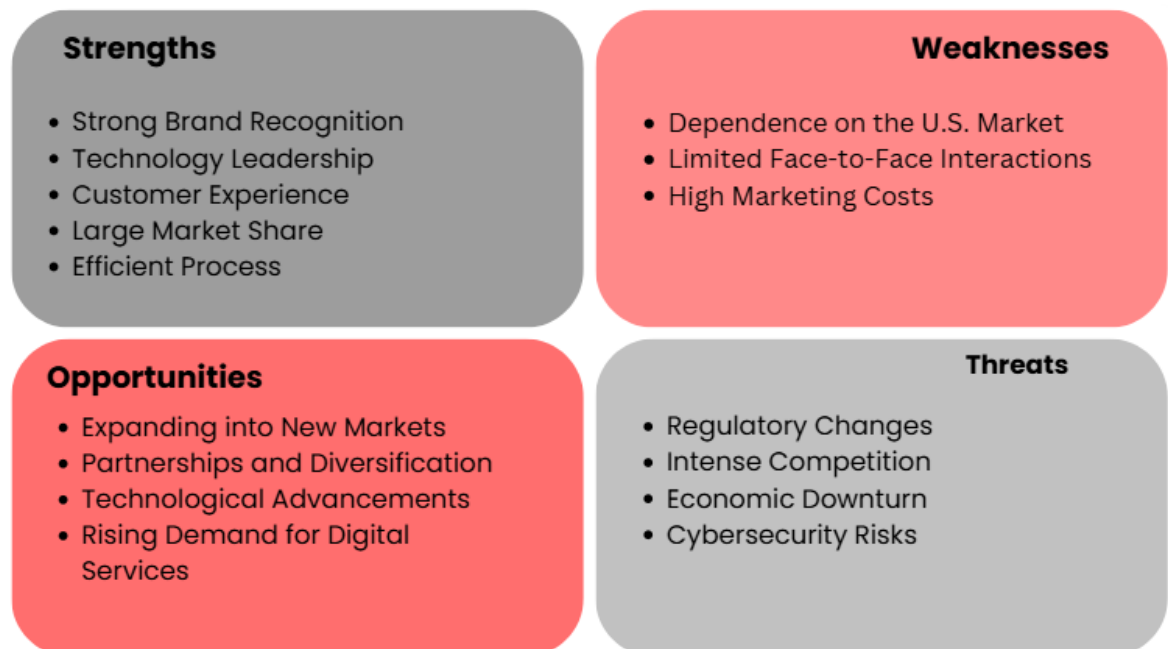 Strengths
• Strong Brand Recognition
• Technology Leadership
• Customer Experience
• Large Market Share
• Efficient Process
Weaknesses
• Dependence on the U.S. Market
• Limited Face-to-Face Interactions
• High Marketing Costs
Opportunities
• Expanding into New Markets
• Partnerships and Diversification
• Technological Advancements
• Rising Demand for Digital
Services
Threats
• Regulatory Changes
• Intense Competition
• Economic Downturn
• Cybersecurity Risks